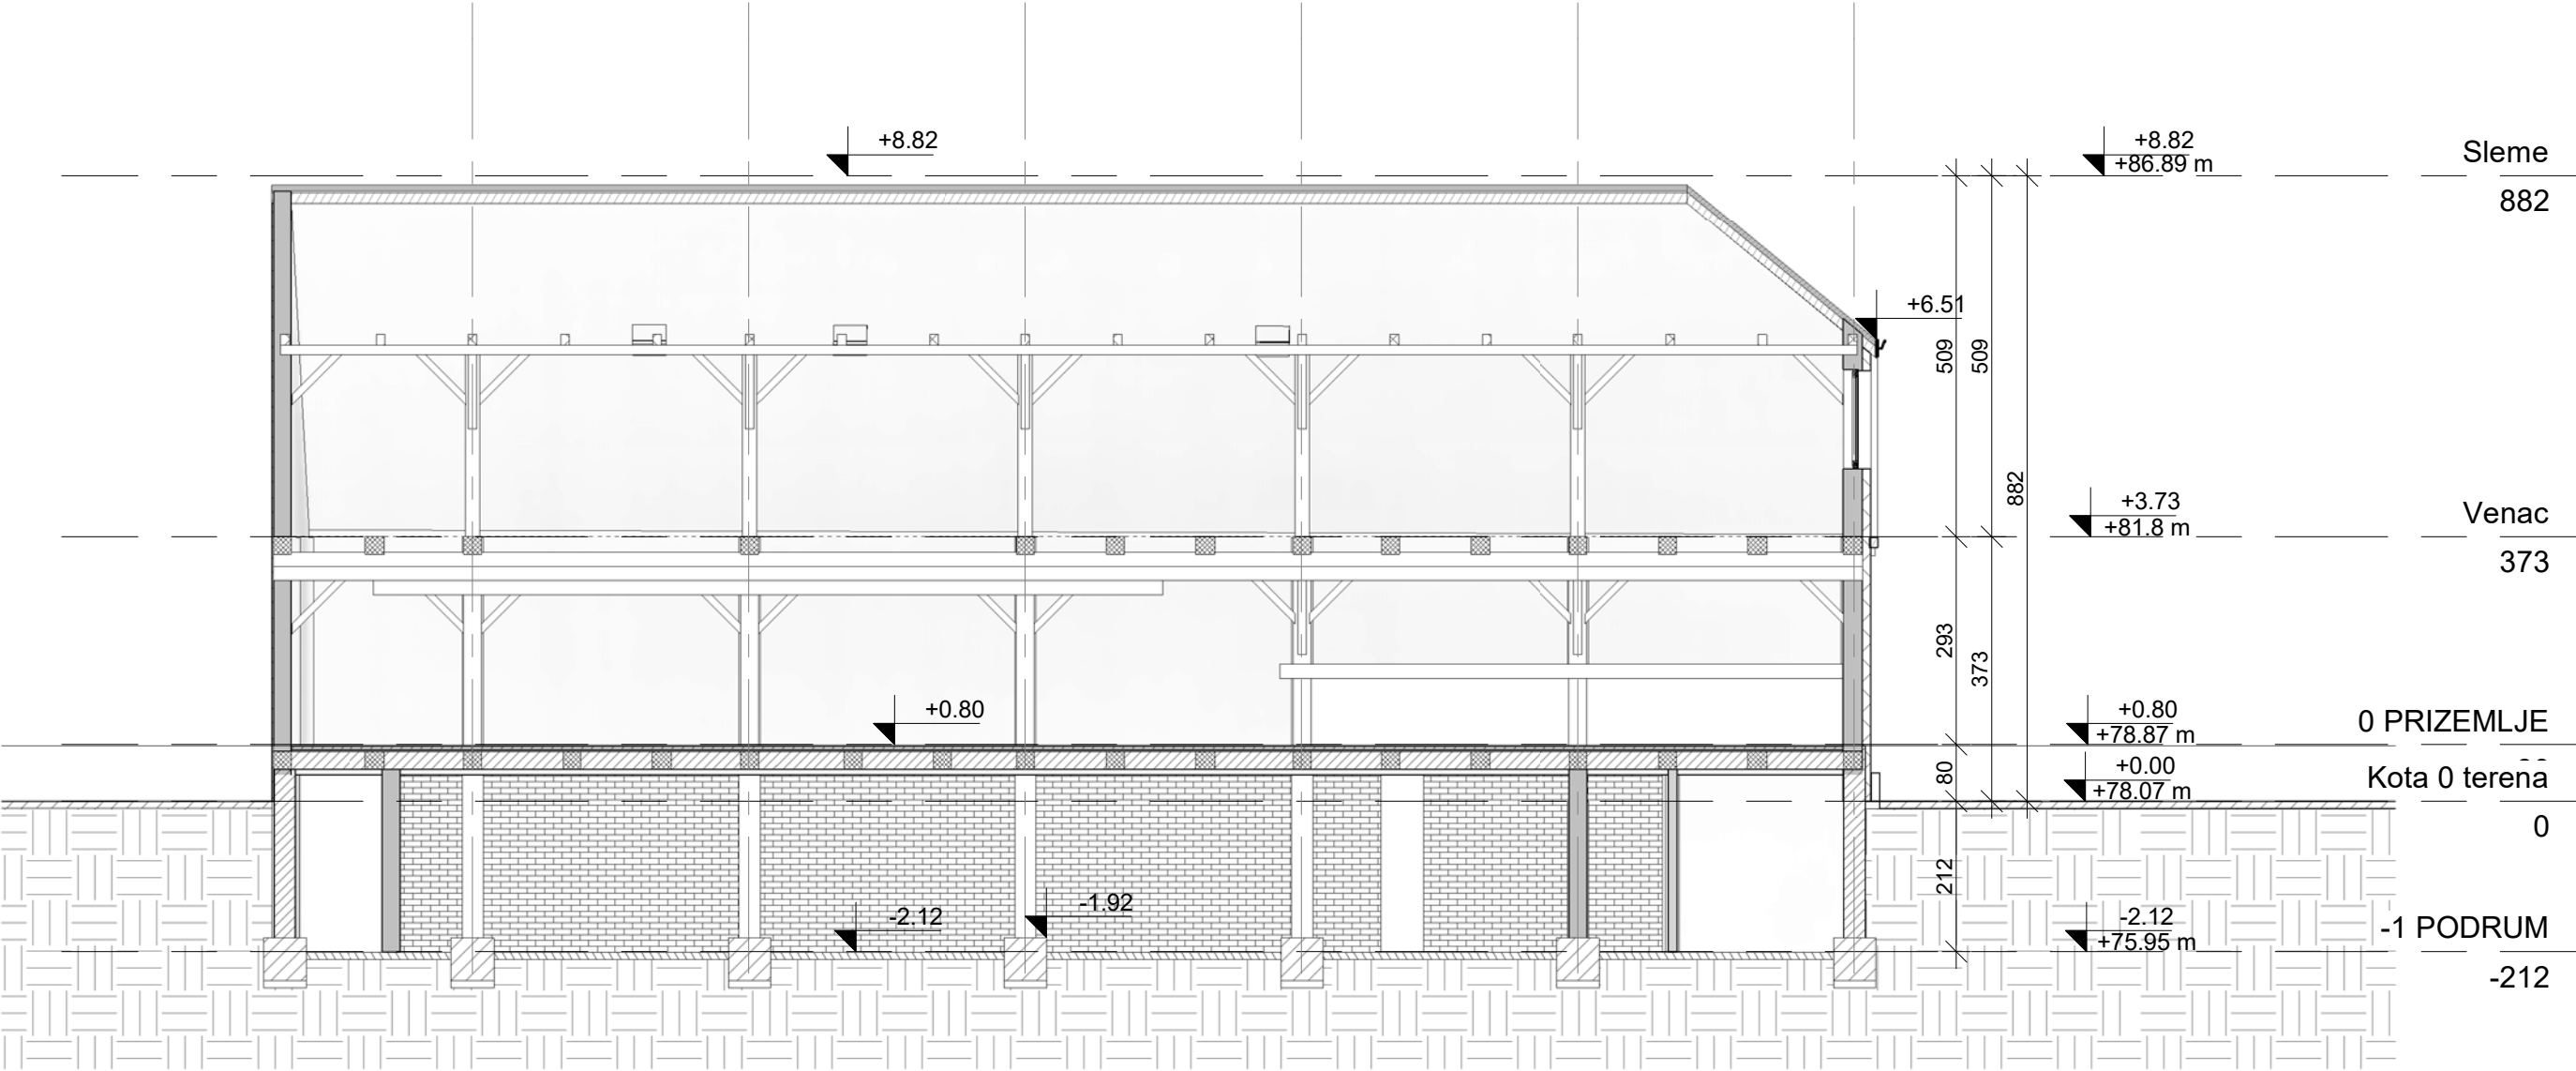 +8.82
+8.82
+86.89 m
Sleme
882
+6.51
509
509
882
+3.73
+81.8 m
Venac
373
293
373
+0.80
+0.80
+78.87 m
0 PRIZEMLJE
80
+0.00
+78.07 m
Kota 0 terena
0
212
-2.12
-1.92
-2.12
+75.95 m
-1 PODRUM
-212